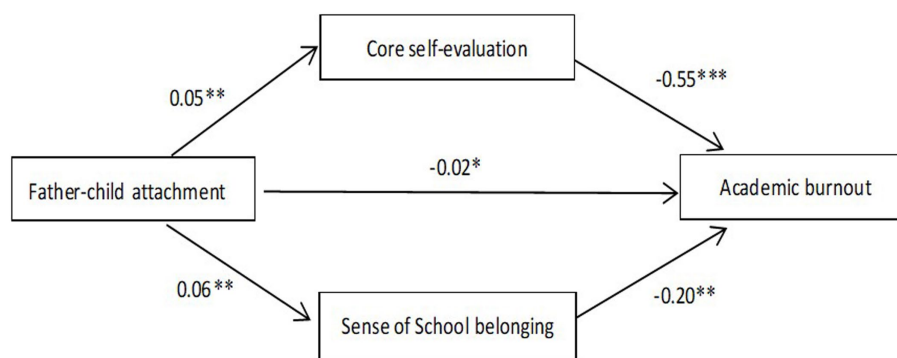 Core self-evaluation
0.05**
-0.55***
Father-child attachment
-0.02*
Academic burnout
0.06**
-0.20**
Sense of School belonging